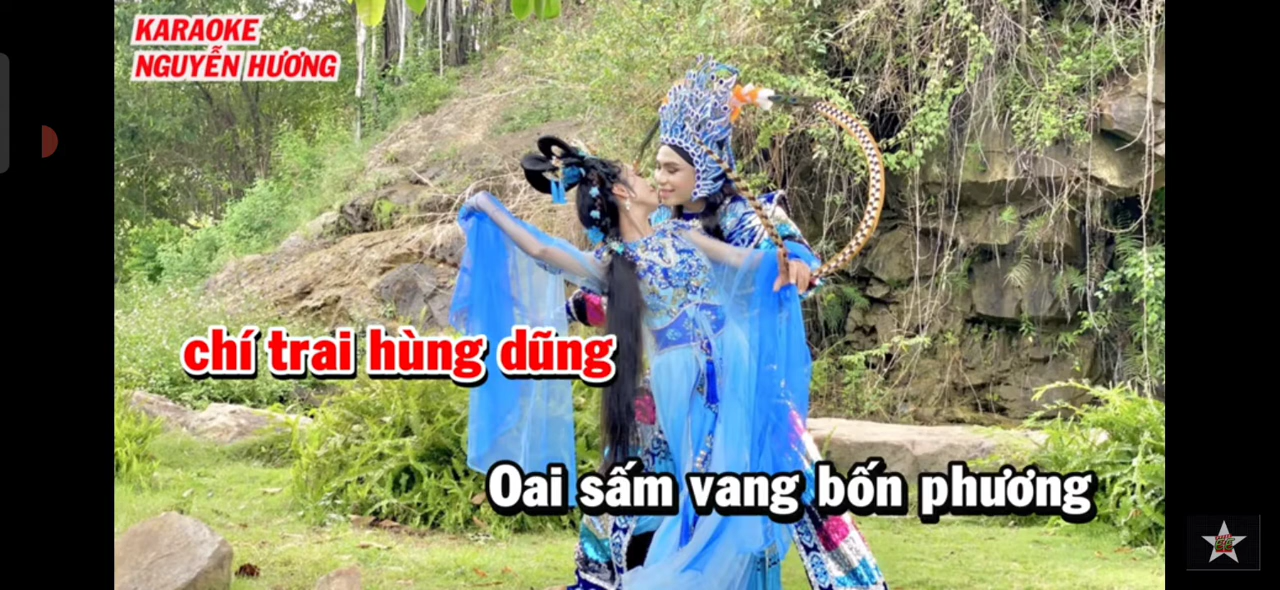 KARAOKE
NGUYỄN HƯƠNG
chí trai hùng dũng
Oai sấm vang bốn phương